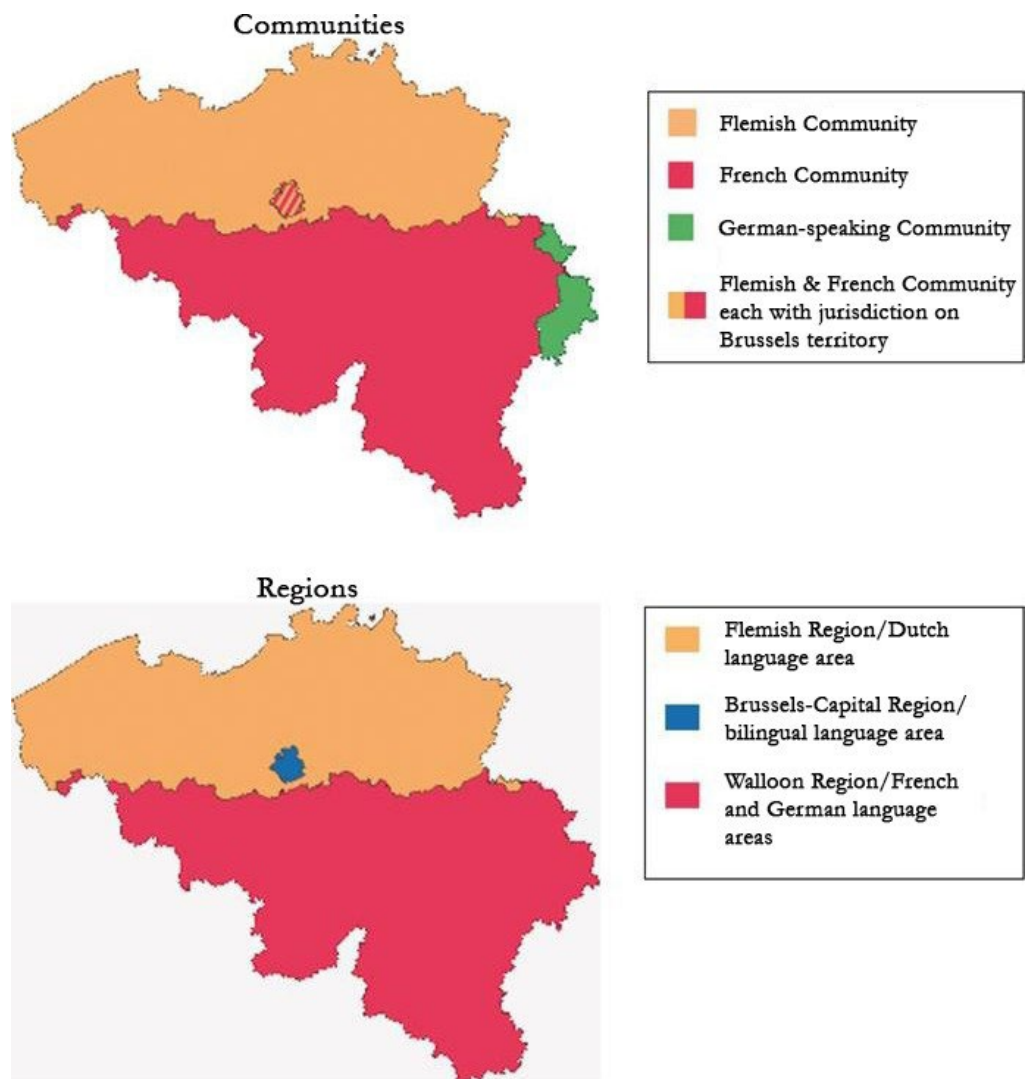 Communities
Flemish Community
French Community
German-speaking Community
Flemish & French Community
each with jurisdiction on
Brussels territory
Regions
Flemish Region/Dutch
language area
Brussels-Capital Region/
bilingual language area
Walloon Region/French
and German language
areas